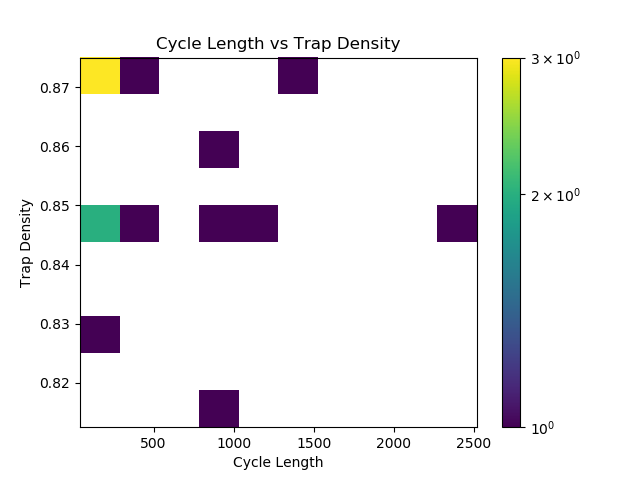 Cycle Length vs Trap Density
0.87
0.86
0.85
0.84
0.83
0.82
Trap Density
500
1000
1500
2000
2500
Cycle Length
3 × 10⁰
2 × 10⁰
10⁰